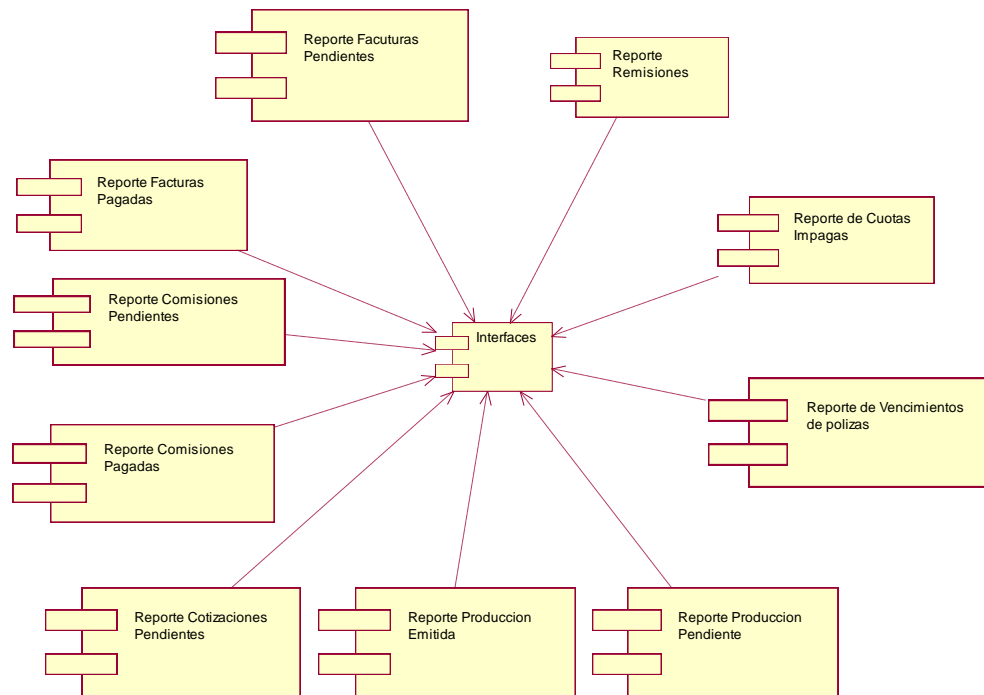 Reporte Facuturas
Pendientes
Reporte
Remisiones
Reporte Facturas
Pagadas
Reporte de Cuotas
Impagas
Reporte Comisiones
Pendientes
Interfaces
Reporte de Vencimientos
de polizas
Reporte Comisiones
Pagadas
Reporte Cotizaciones
Pendientes
Reporte Produccion
Emitida
Reporte Produccion
Pendiente